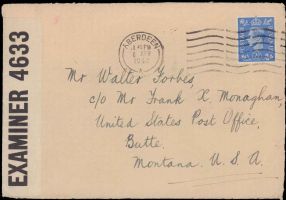 EXAMINER 4633
ABERDEEN
Mr Walter Forbes,
c/o Mr Frank X. Monaghan,
United States Post Office,
Butte.
Montana. U. S. A.